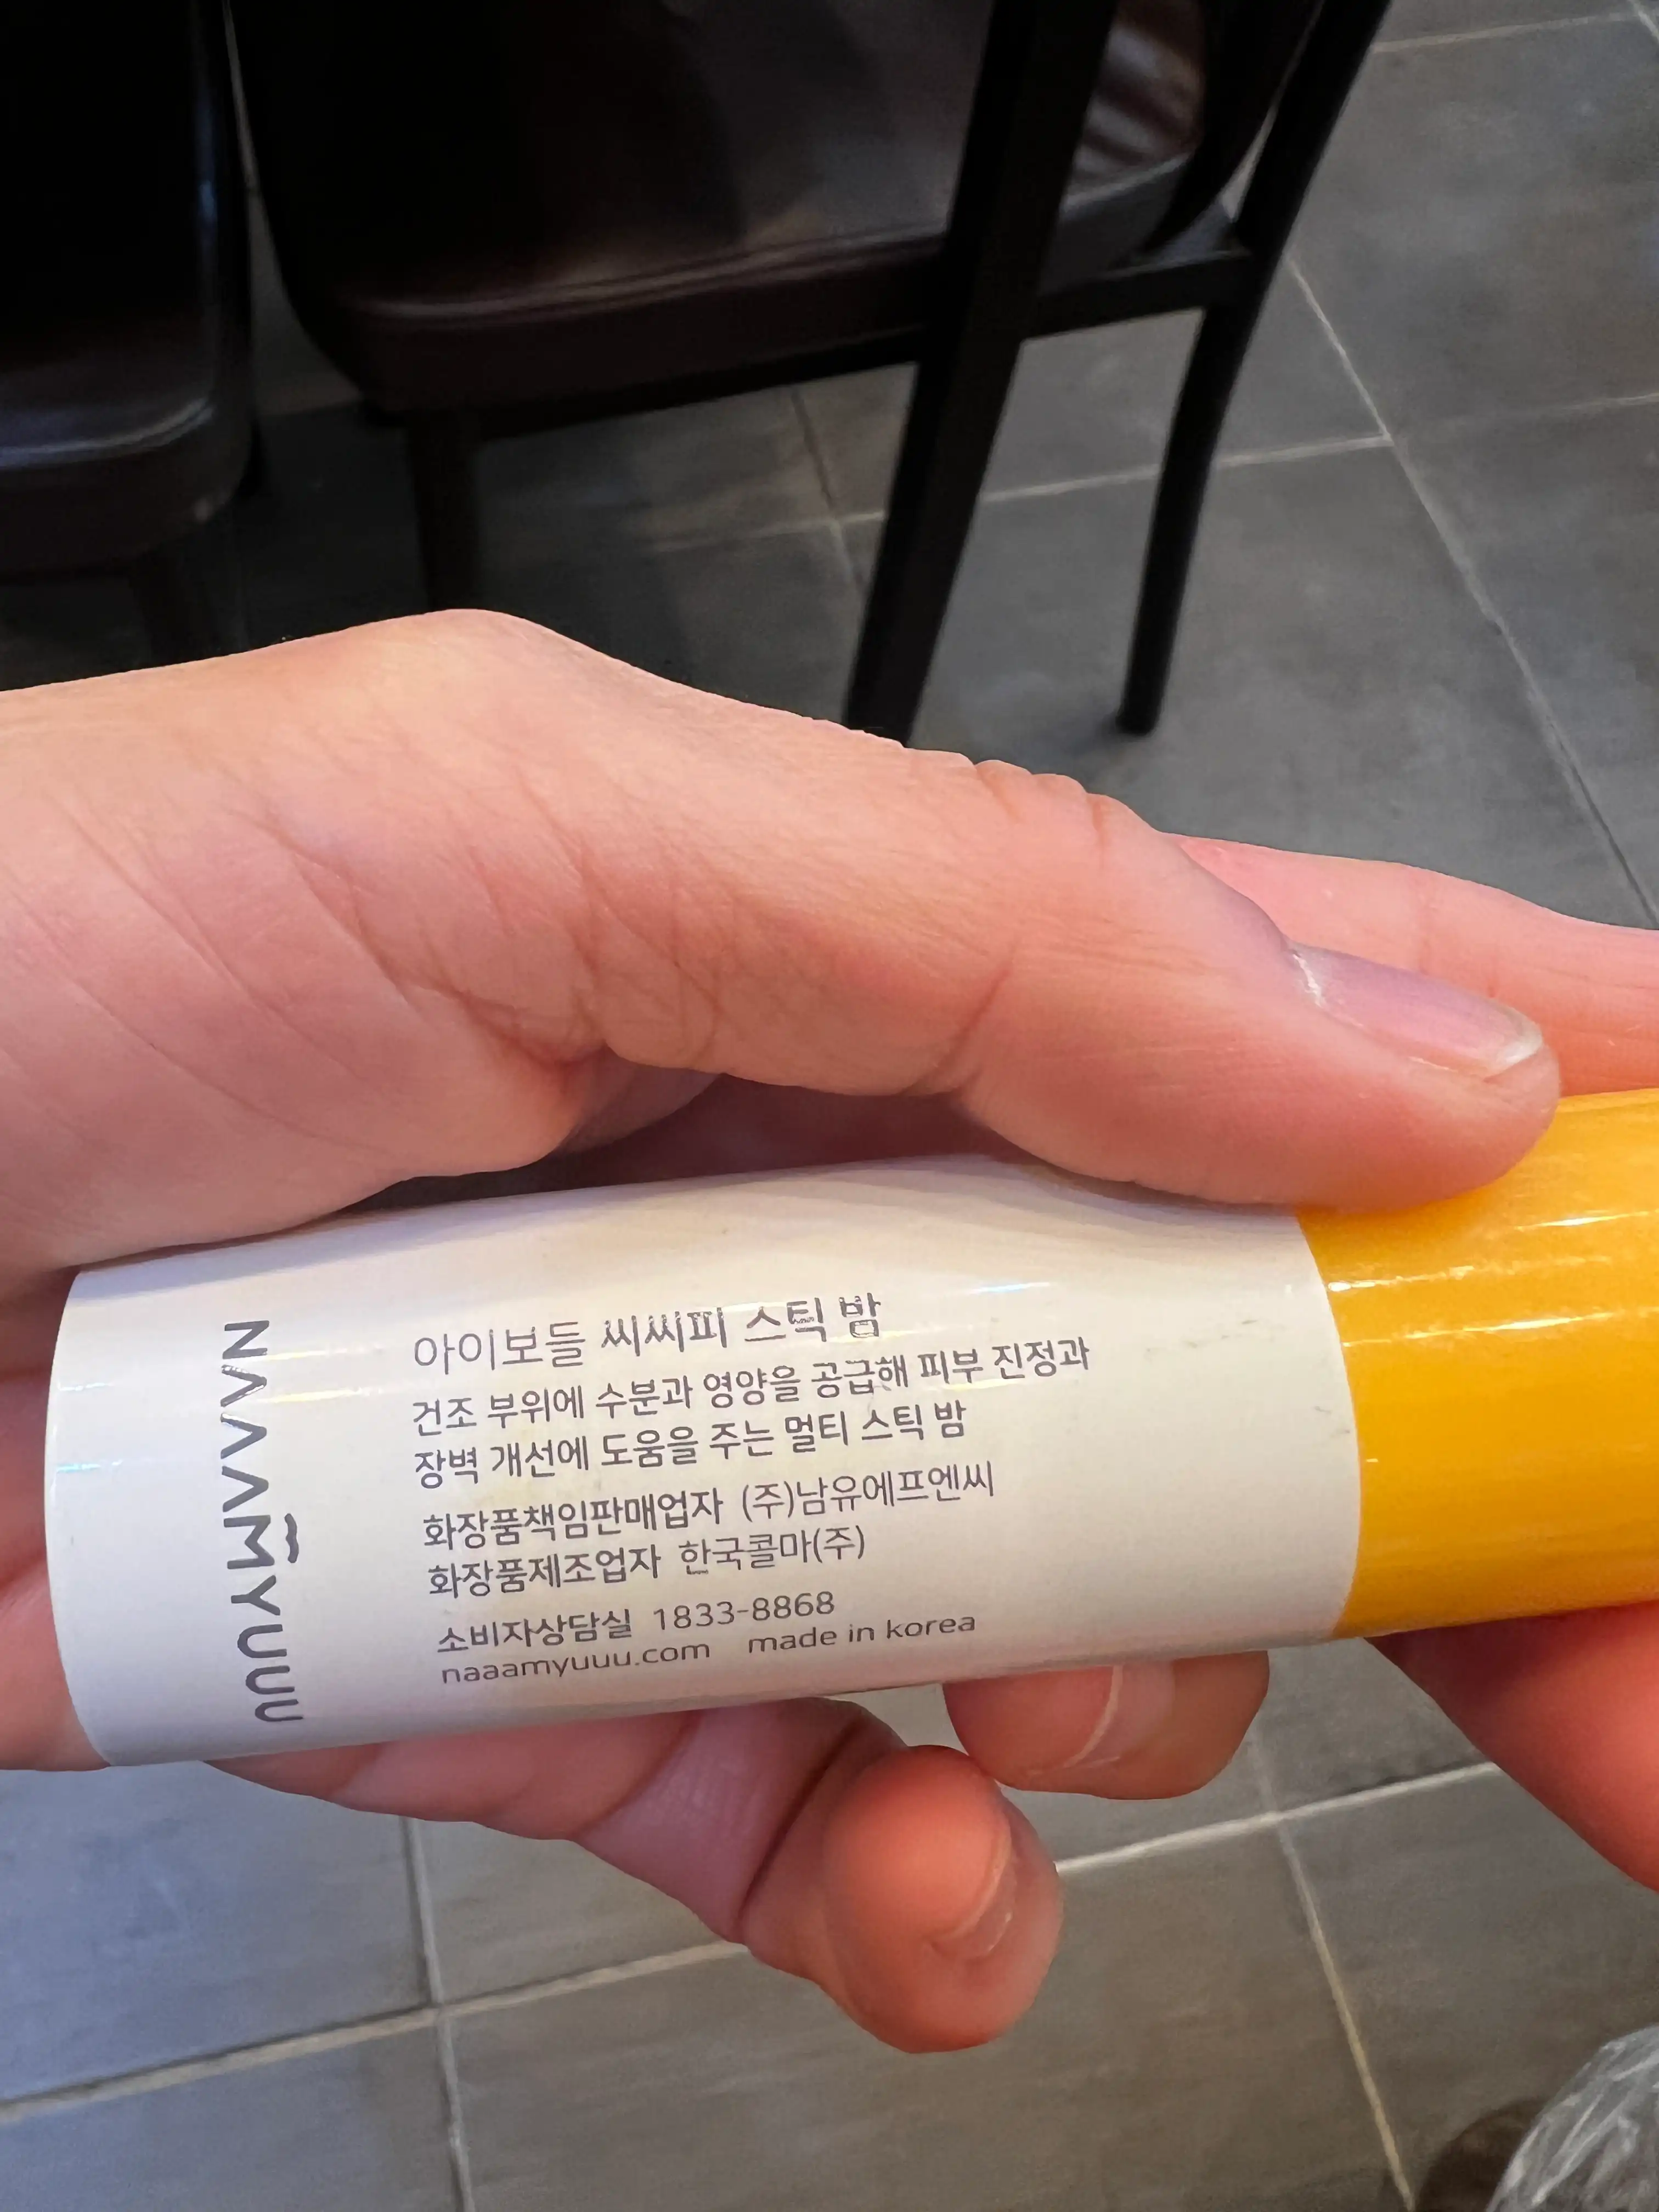 NAAAMYUUU
아이보들 씨씨피 스틱 밤
건조 부위에 수분과 영양을 공급해 피부 진정과
장벽 개선에 도움을 주는 멀티 스틱 밤
화장품책임판매업자 (주)남유에프엔씨
화장품제조업자 한국콜마(주)
소비자상담실 1833-8868
naaamyuuu.com made in korea